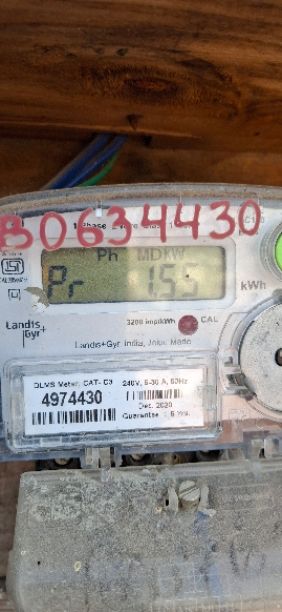 B0634430
Ph MDkW
Pr 1.55
kWh
Landis+
Gyr+
3200 imp/kWh
CAL
Landis+Gyr, India, Joka, Made
DLMS Meter, CAT- C3
240V, 5-30 A, 50Hz
4974430
Dec. 2020
Guarantee : 5 Yrs.